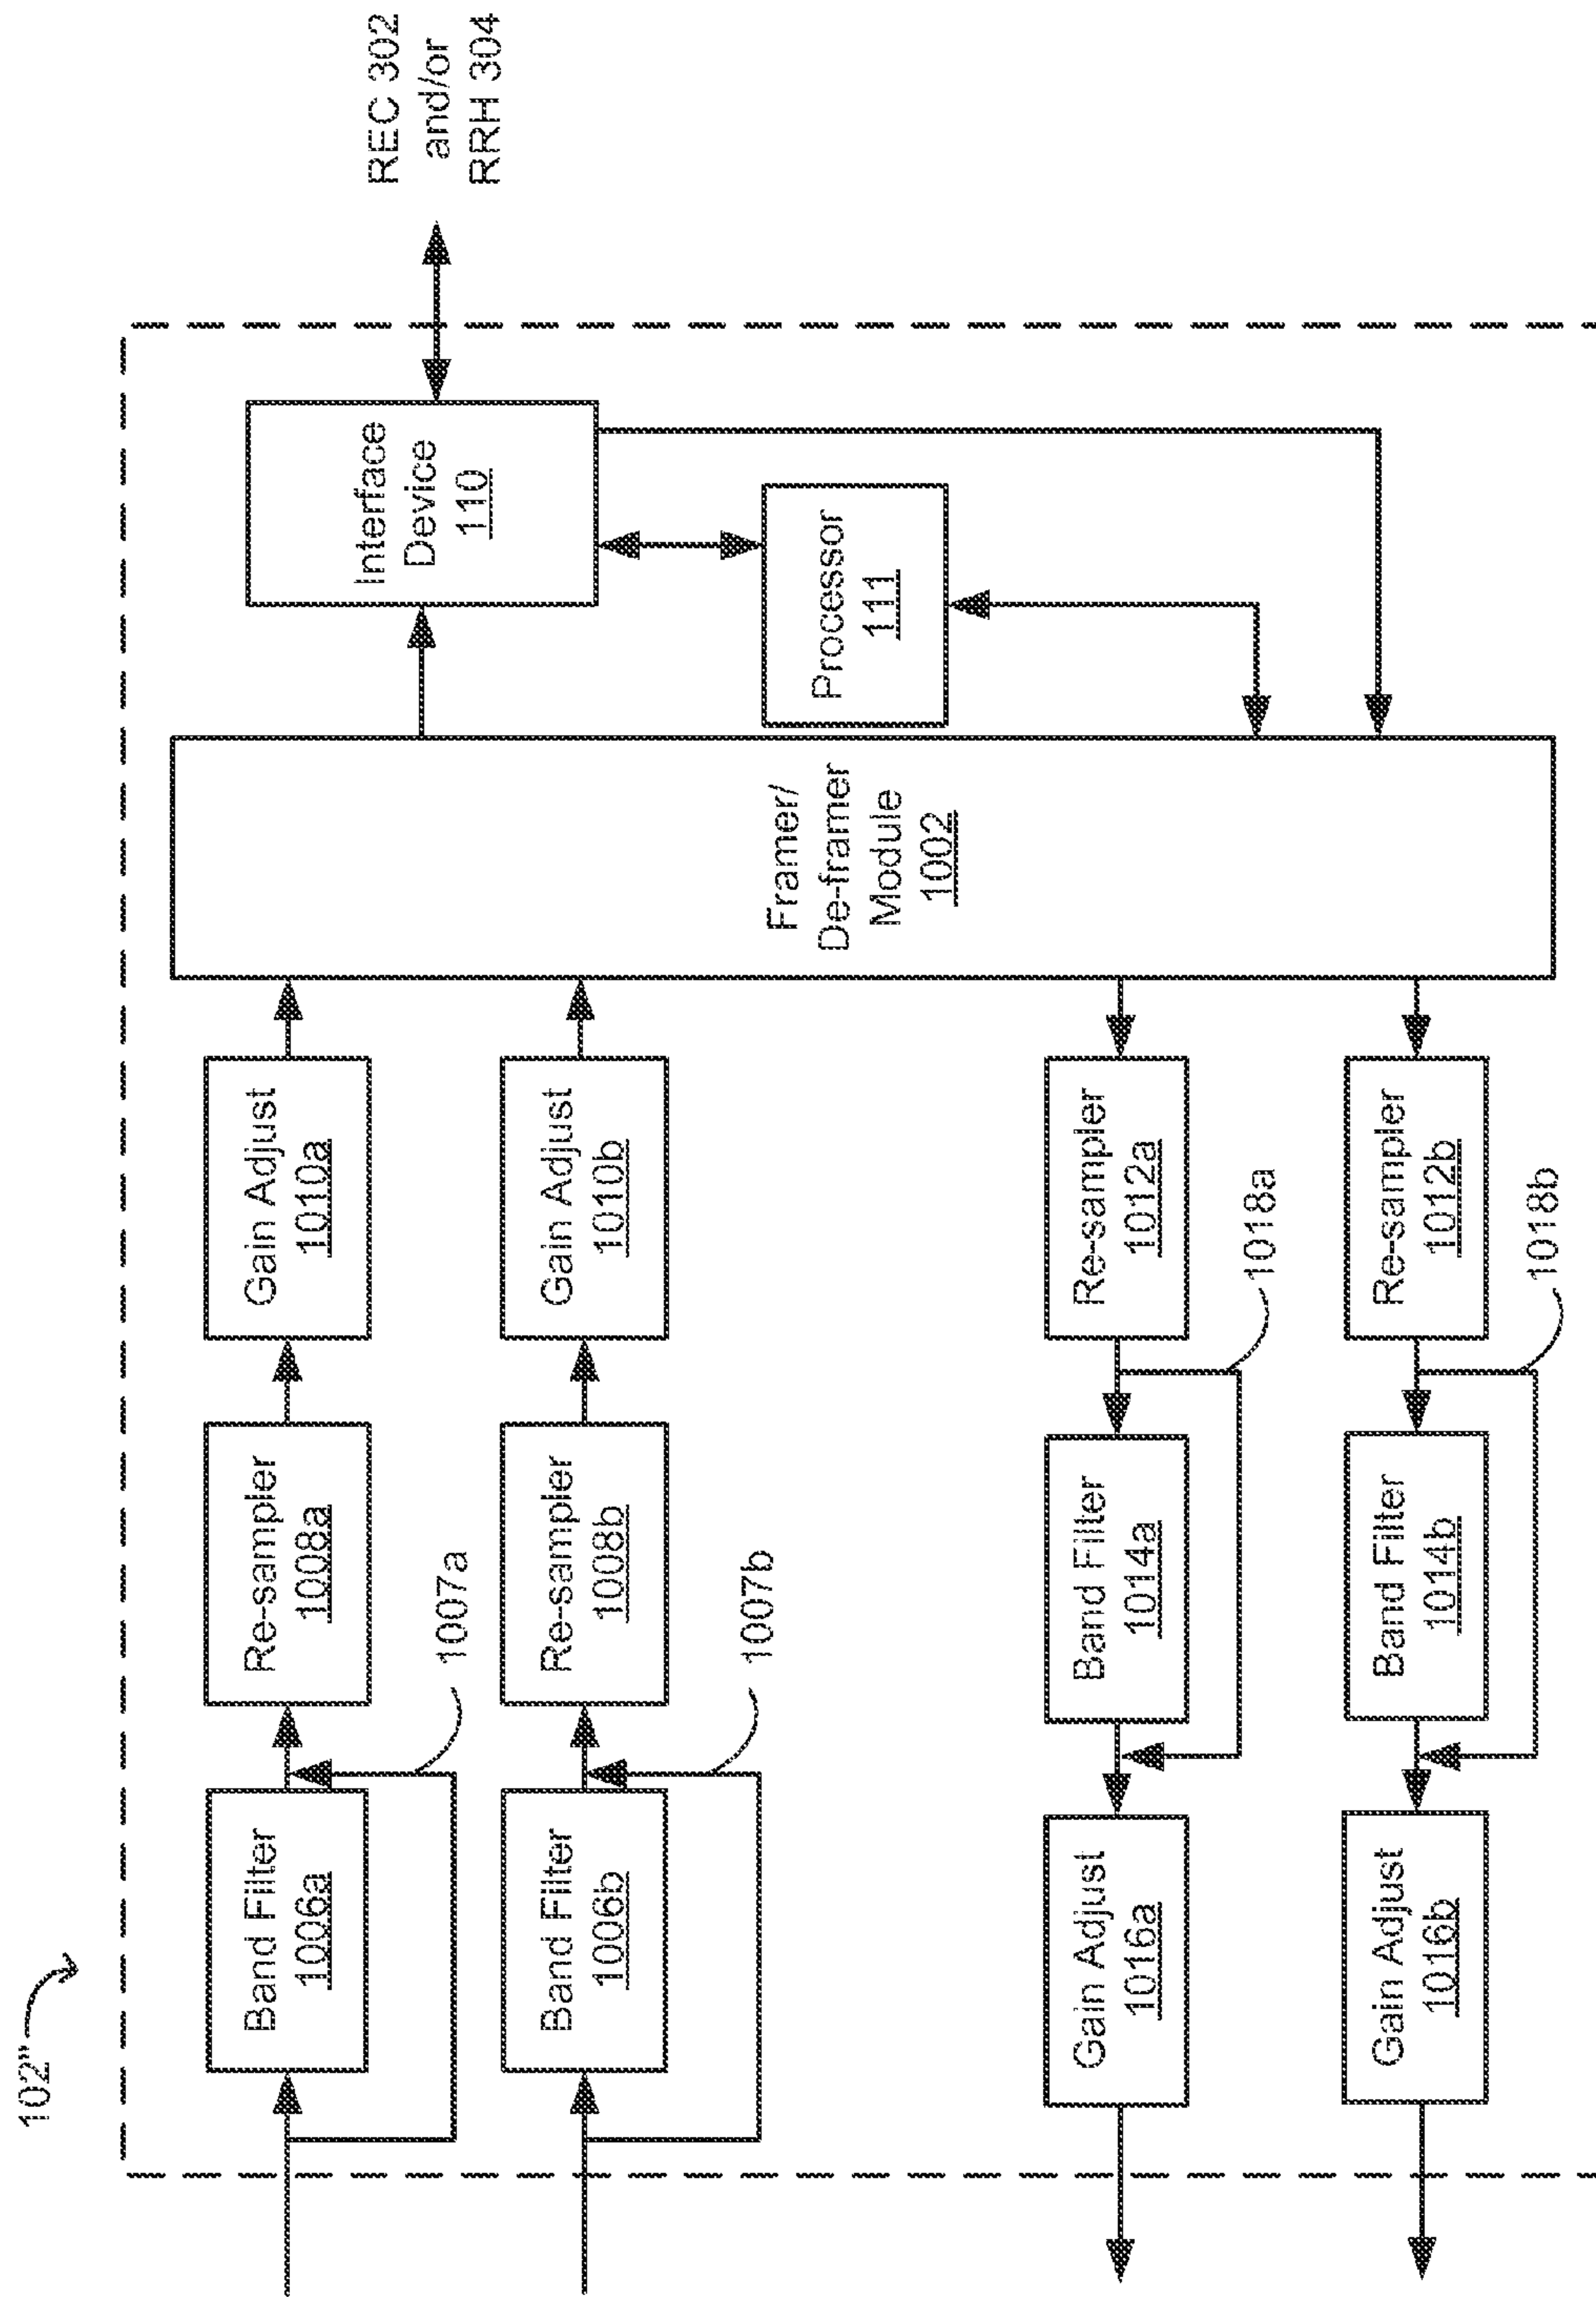 102"
REC 302
and/or
RRH 304
Band Filter
1006a
Re-sampler
1008a
Gain Adjust
1010a
Interface
Device
110
1007a
Band Filter
1006b
Re-sampler
1008b
Gain Adjust
1010b
1007b
Processor
111
Framer/
De-framer
Module
1002
Gain Adjust
1016a
Band Filter
1014a
Re-sampler
1012a
1018a
Gain Adjust
1016b
Band Filter
1014b
Re-sampler
1012b
1018b